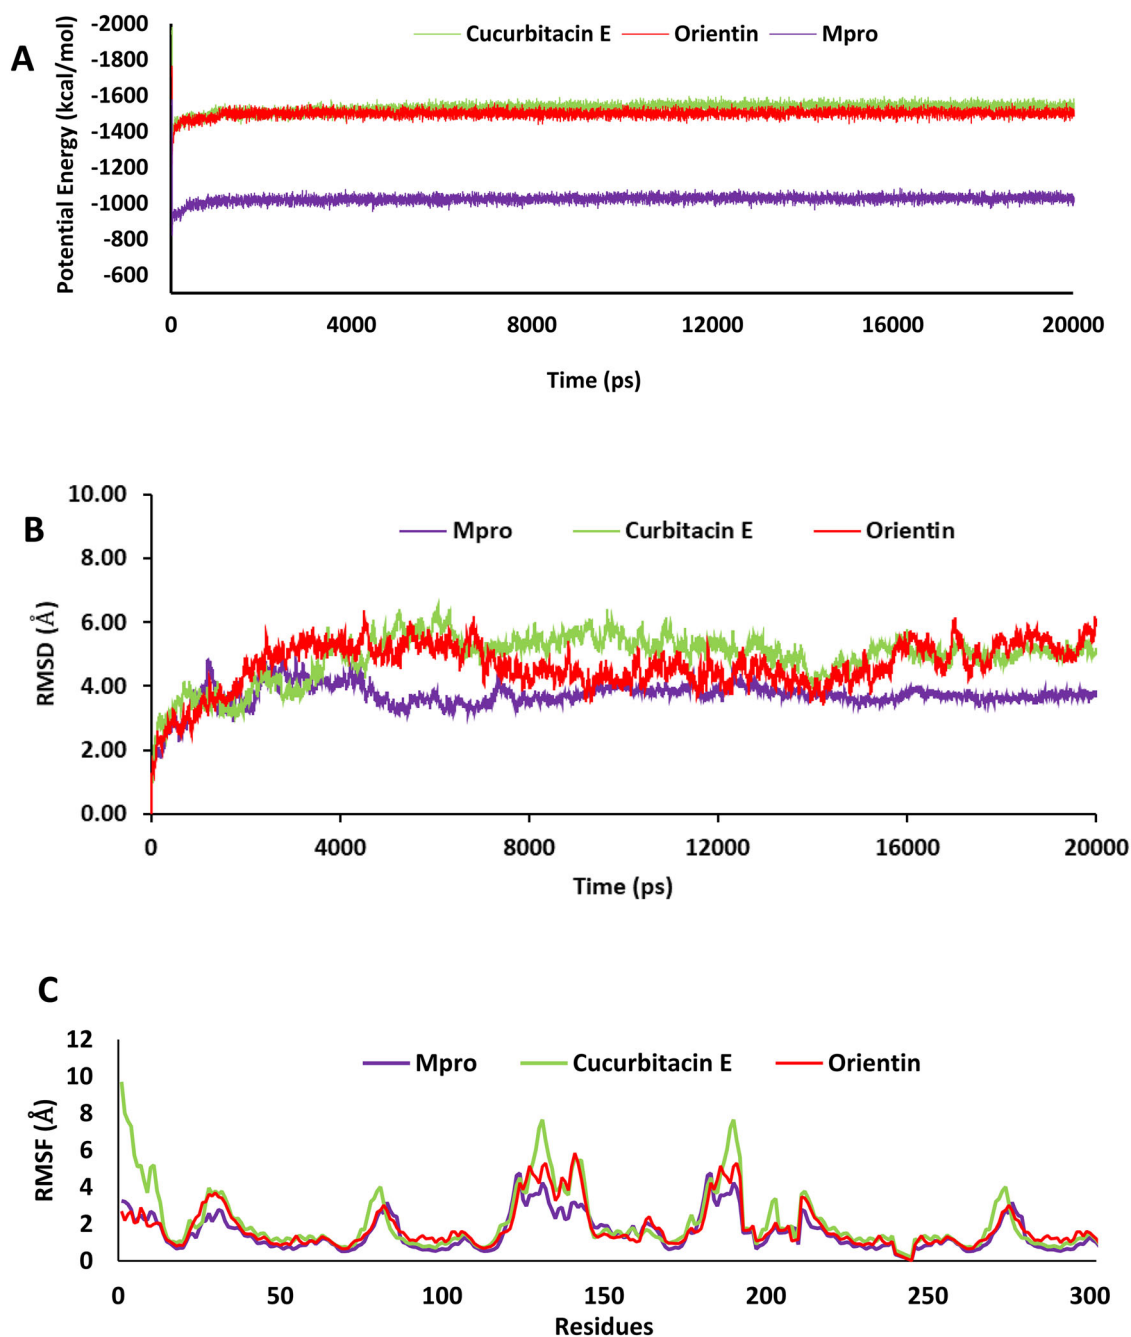 A
Potential Energy (kcal/mol)
Cucurbitacin E Orientin Mpro
-2000
-1800
-1600
-1400
-1200
-1000
-800
-600
0 4000 8000 12000 16000 20000
Time (ps)
B
RMSD (Å)
Mpro Curbitacin E Orientin
10.00
8.00
6.00
4.00
2.00
0.00
0 4000 8000 12000 16000 20000
Time (ps)
C
RMSF (Å)
Mpro Cucurbitacin E Orientin
12
10
8
6
4
2
0
0 50 100 150 200 250 300
Residues